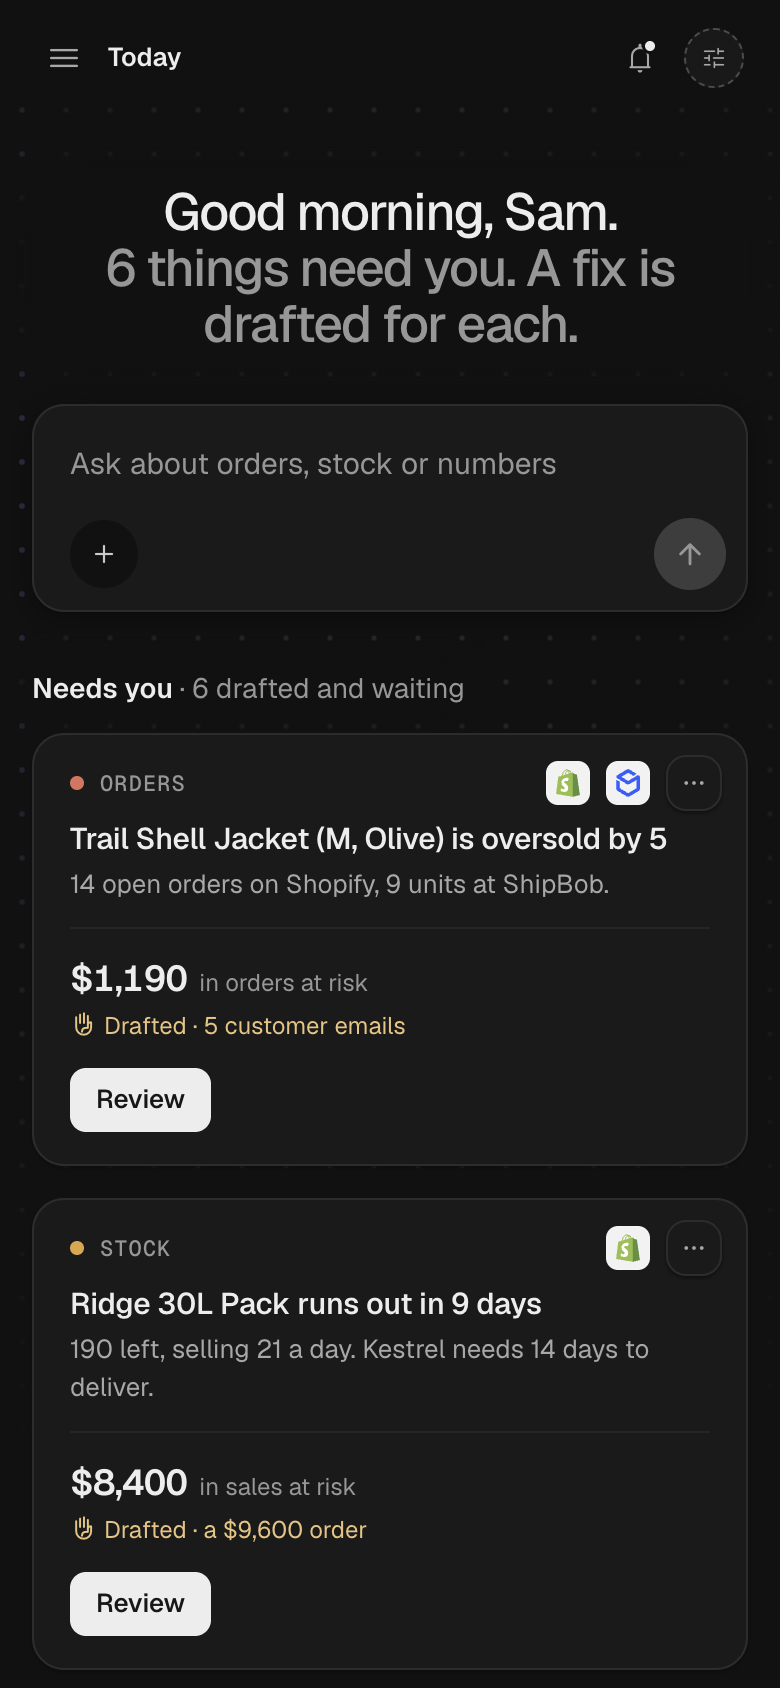 Today
Good morning, Sam.
6 things need you. A fix is
drafted for each.
Ask about orders, stock or numbers
Needs you · 6 drafted and waiting
ORDERS
Trail Shell Jacket (M, Olive) is oversold by 5
14 open orders on Shopify, 9 units at ShipBob.
$1,190 in orders at risk
Drafted · 5 customer emails
Review
STOCK
Ridge 30L Pack runs out in 9 days
190 left, selling 21 a day. Kestrel needs 14 days to
deliver.
$8,400 in sales at risk
Drafted · a $9,600 order
Review